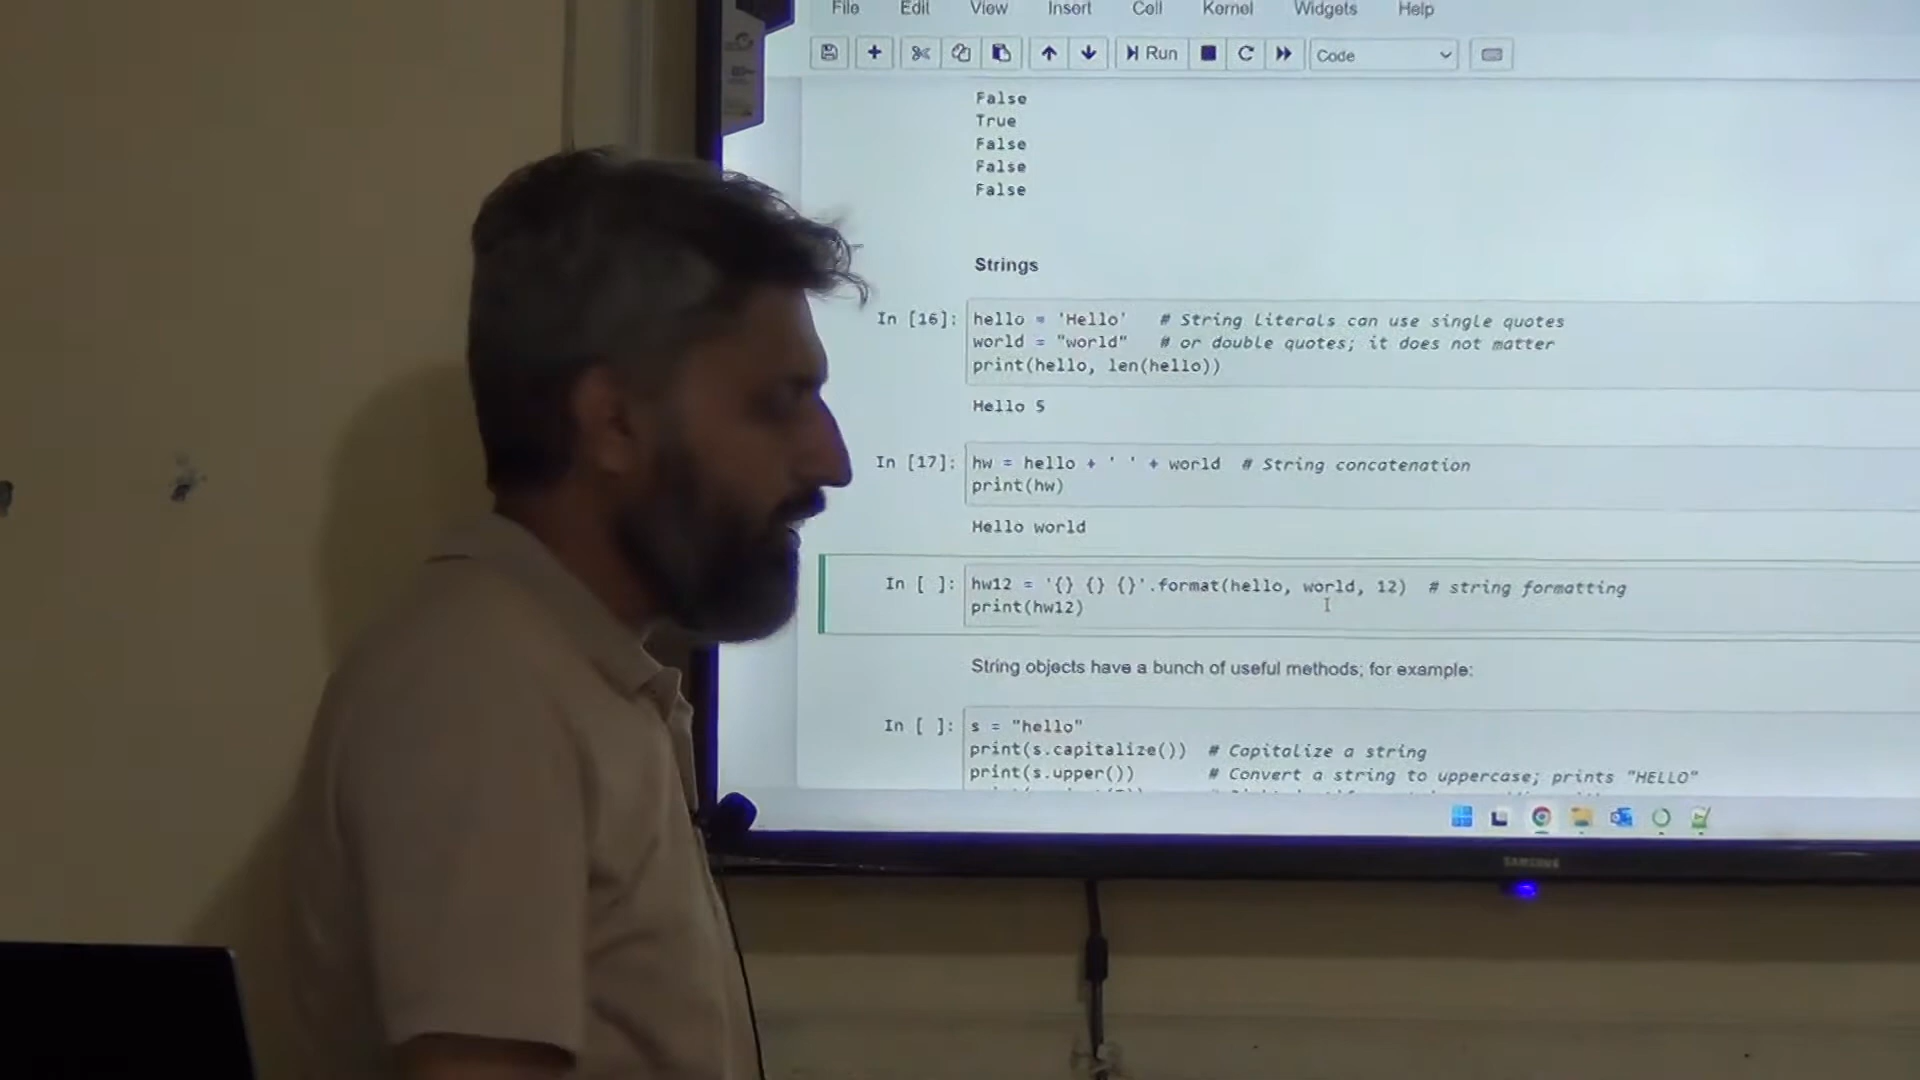 File Edit View Insert Cell Kernel Widgets Help
Run Code
False
True
False
False
False
Strings
In [16]: hello = 'Hello' # String literals can use single quotes
world = "world" # or double quotes; it does not matter
print(hello, len(hello))
Hello 5
In [17]: hw = hello + ' ' + world # String concatenation
print(hw)
Hello world
In [ ]: hw12 = '{} {} {}'.format(hello, world, 12) # string formatting
print(hw12)
String objects have a bunch of useful methods; for example:
In [ ]: s = "hello"
print(s.capitalize()) # Capitalize a string
print(s.upper()) # Convert a string to uppercase; prints "HELLO"
SAMSUNG